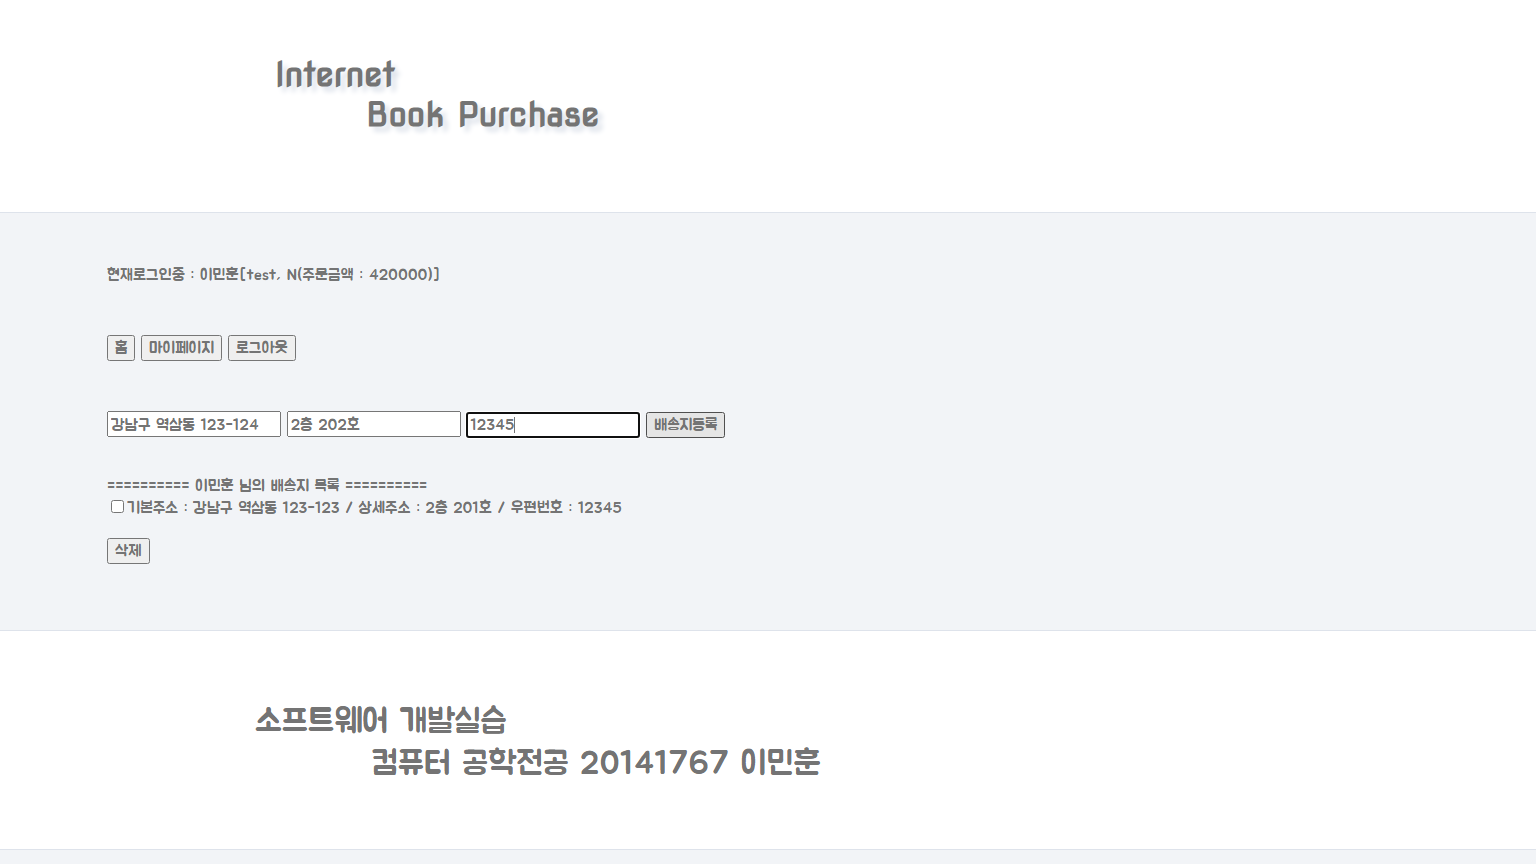 Internet
Book Purchase
현재로그인중 : 이민훈[test, N(주문금액 : 420000)]
홈 마이페이지 로그아웃
강남구 역삼동 123-124 2층 202호 12345 배송지등록
========== 이민훈 님의 배송지 목록 ==========
기본주소 : 강남구 역삼동 123-123 / 상세주소 : 2층 201호 / 우편번호 : 12345
삭제
소프트웨어 개발실습
컴퓨터 공학전공 20141767 이민훈